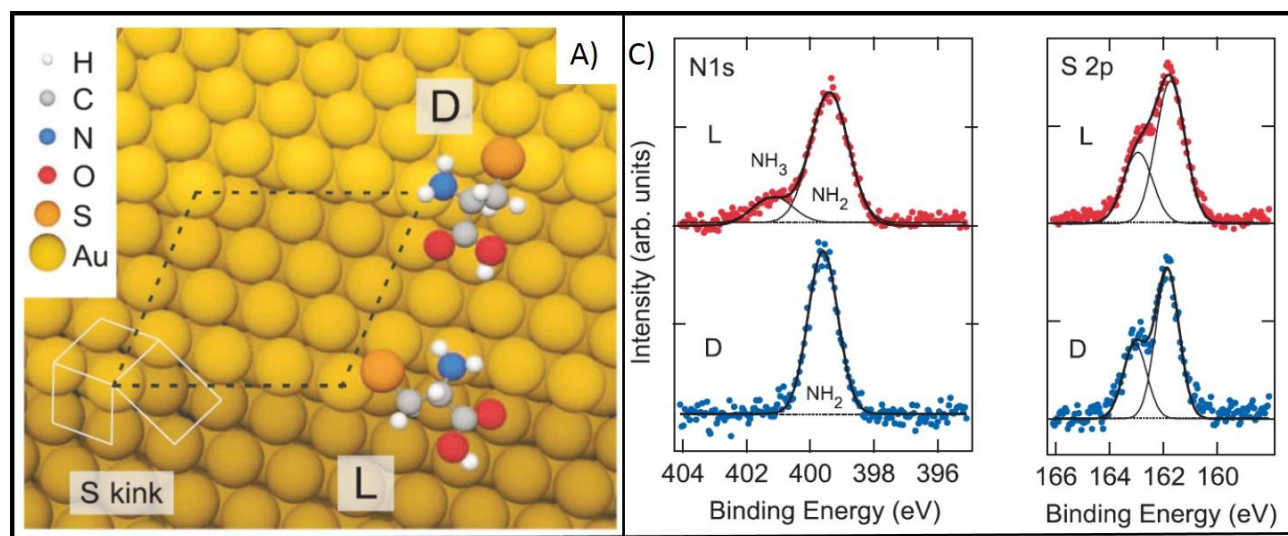 A)
H
C
N
O
S
Au
D
L
S kink
C)
N1s
L
NH₃
NH₂
D
NH₂
404 402 400 398 396
Binding Energy (eV)
Intensity (arb. units)
S 2p
L
D
166 164 162 160
Binding Energy (eV)